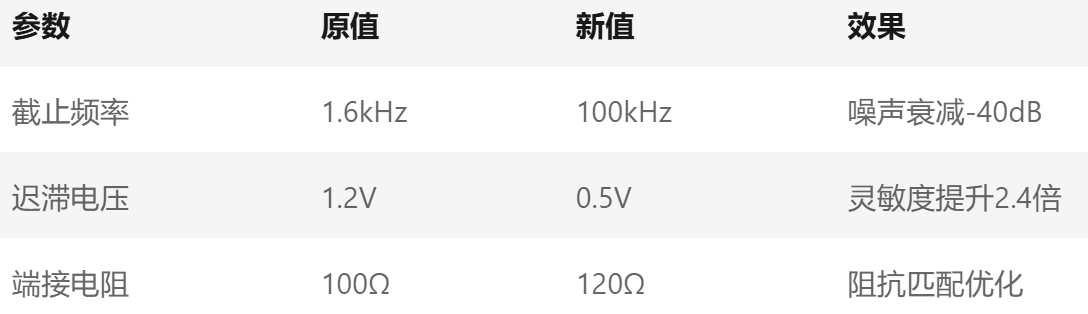 参数 原值 新值 效果
截止频率 1.6kHz 100kHz 噪声衰减-40dB
迟滞电压 1.2V 0.5V 灵敏度提升2.4倍
端接电阻 100Ω 120Ω 阻抗匹配优化